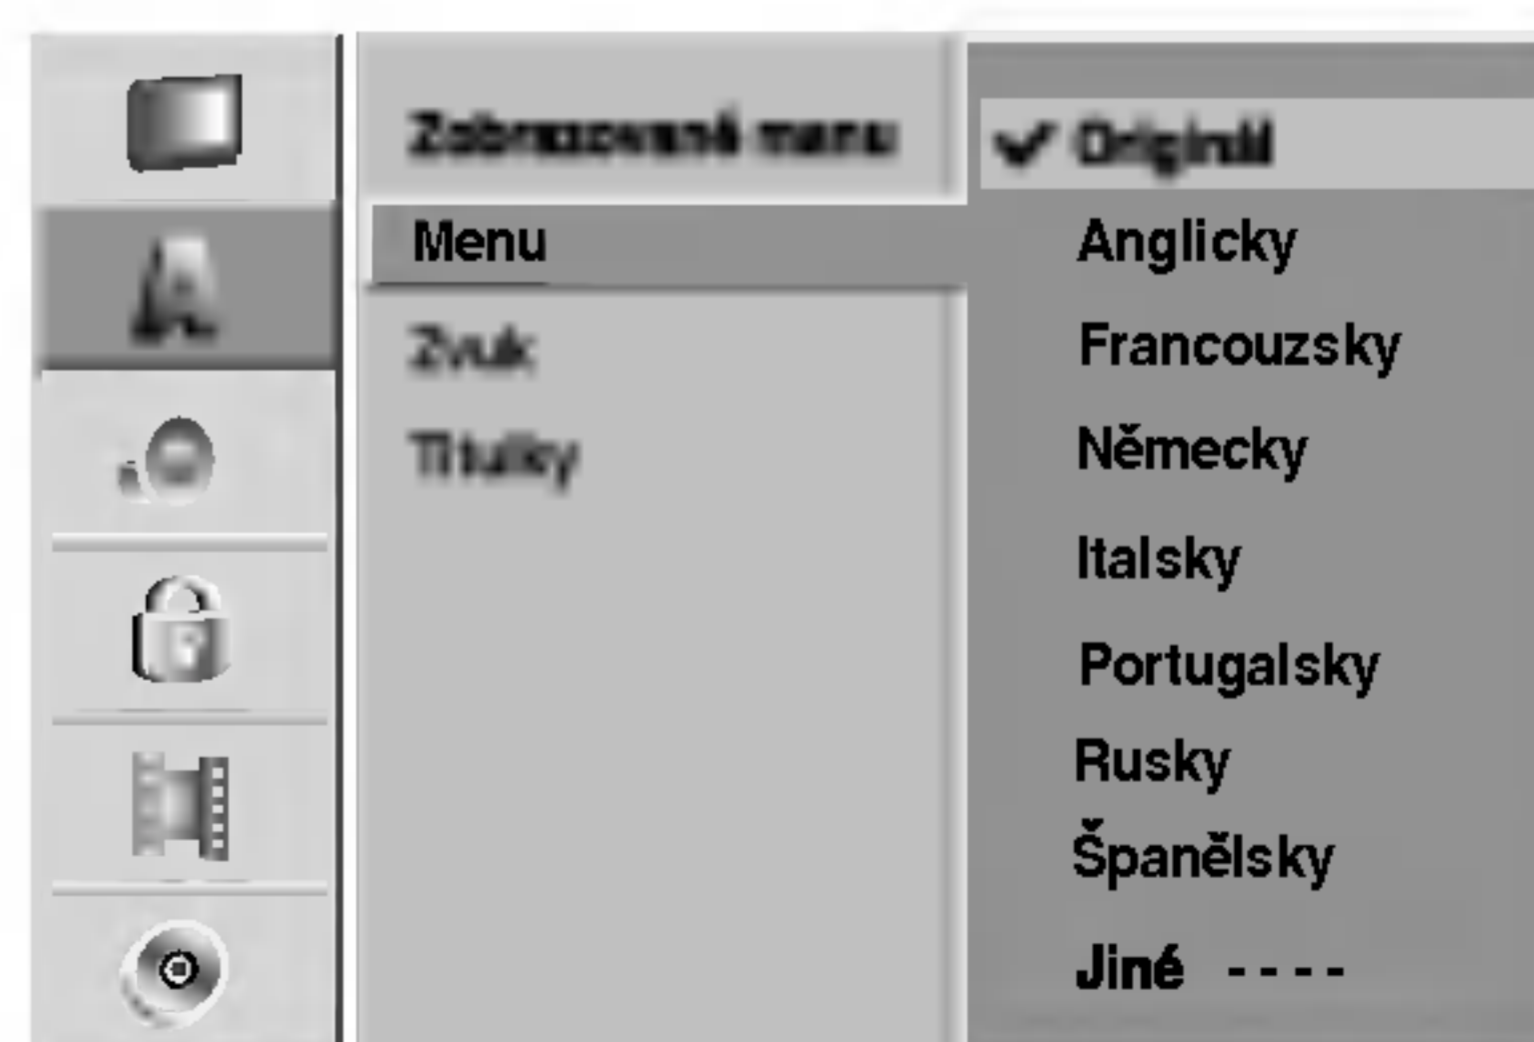 Zobrazované menu
Menu
Zvuk
Titulky
✔ Originál
Anglicky
Francouzsky
Německy
Italsky
Portugalsky
Rusky
Španělsky
Jiné ----